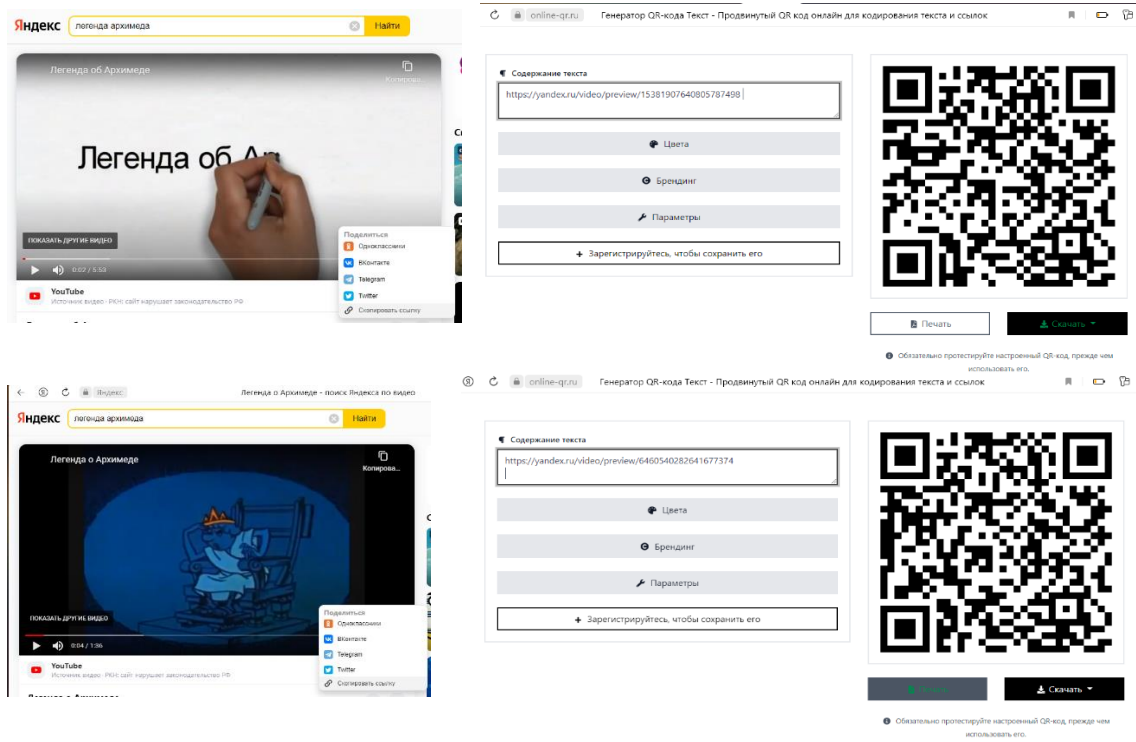 Яндекс легенда архимеда Найти
Легенда об Архимеде
Копирова...
Легенда об Ар
ПОКАЗАТЬ ДРУГИЕ ВИДЕО
0:02 / 5:53
Поделиться
Одноклассники
ВКонтакте
Telegram
Twitter
Скопировать ссылку
YouTube
Источник видео · РКН: сайт нарушает законодательство РФ
online-qr.ru Генератор QR-кода Текст - Продвинутый QR код онлайн для кодирования текста и ссылок
Содержание текста
https://yandex.ru/video/preview/15381907640805787498
Цвета
Брендинг
Параметры
+ Зарегистрируйтесь, чтобы сохранить его
Печать
Скачать
Обязательно протестируйте настроенный QR-код, прежде чем
использовать его.
Яндекс Легенда о Архимеде - поиск Яндекса по видео
Яндекс легенда архимеда Найти
Легенда о Архимеде
Копирова...
ПОКАЗАТЬ ДРУГИЕ ВИДЕО
0:04 / 1:36
Поделиться
Одноклассники
ВКонтакте
Telegram
Twitter
Скопировать ссылку
YouTube
Источник видео · РКН: сайт нарушает законодательство РФ
Легенда о Архимеде
online-qr.ru Генератор QR-кода Текст - Продвинутый QR код онлайн для кодирования текста и ссылок
Содержание текста
https://yandex.ru/video/preview/6460540282641677374
Цвета
Брендинг
Параметры
+ Зарегистрируйтесь, чтобы сохранить его
Скачать
Обязательно протестируйте настроенный QR-код, прежде чем
использовать его.